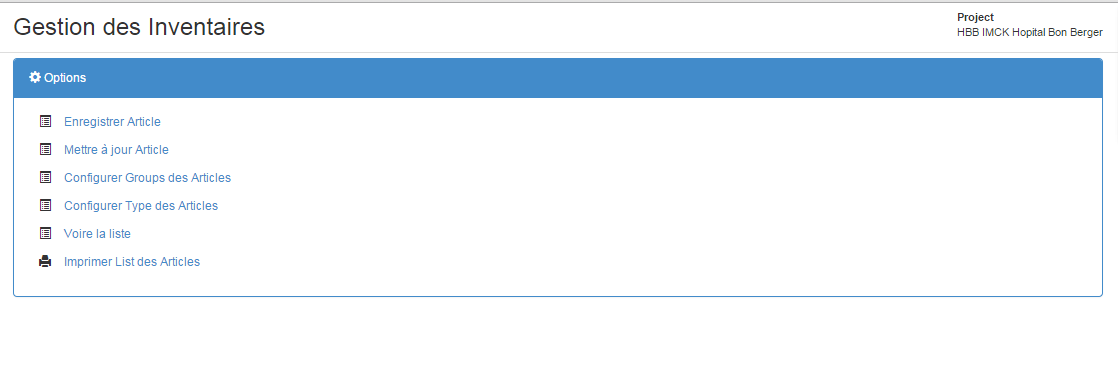 Gestion des Inventaires
Project
HBB IMCK Hopital Bon Berger
Options
Enregistrer Article
Mettre à jour Article
Configurer Groups des Articles
Configurer Type des Articles
Voire la liste
Imprimer List des Articles